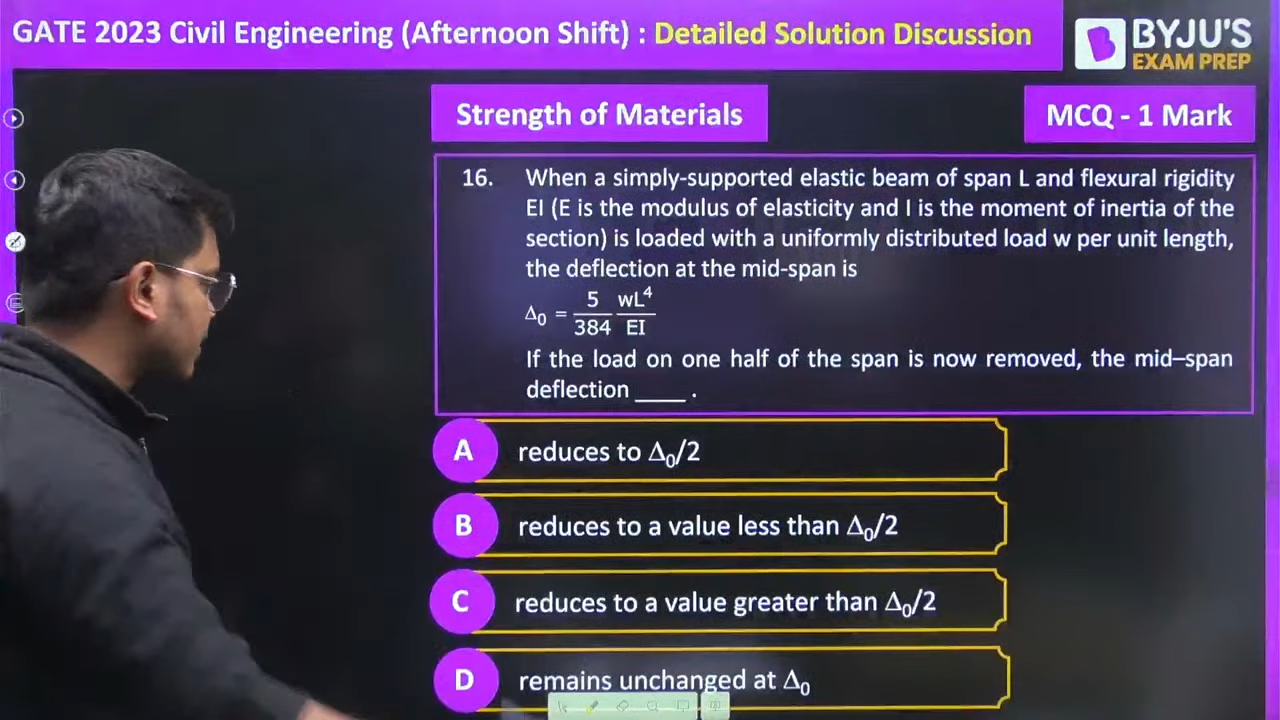 GATE 2023 Civil Engineering (Afternoon Shift) : Detailed Solution Discussion
BYJU'S
EXAM PREP
Strength of Materials
MCQ - 1 Mark
16. When a simply-supported elastic beam of span L and flexural rigidity
EI (E is the modulus of elasticity and I is the moment of inertia of the
section) is loaded with a uniformly distributed load w per unit length,
the deflection at the mid-span is
Δ₀ = 5/384 wL⁴/EI
If the load on one half of the span is now removed, the mid–span
deflection ____ .
A reduces to Δ₀/2
B reduces to a value less than Δ₀/2
C reduces to a value greater than Δ₀/2
D remains unchanged at Δ₀